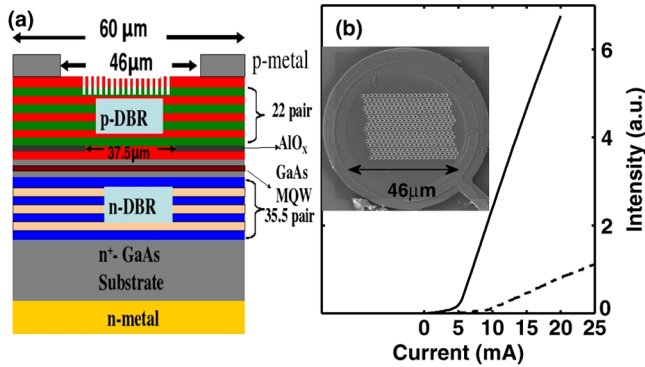 (a)
60 μm
46μm
p-metal
p-DBR
22 pair
AlOx
37.5μm
GaAs
MQW
n-DBR
35.5 pair
n⁺- GaAs
Substrate
n-metal
(b)
46μm
6
4
2
0
Intensity (a.u.)
0 5 10 15 20 25
Current (mA)